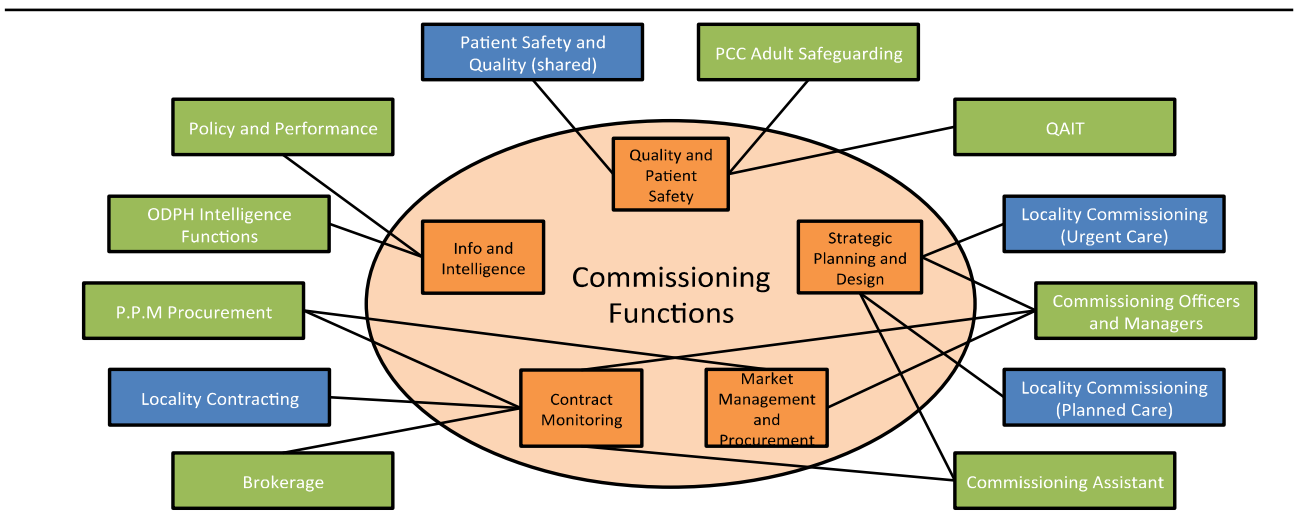 Patient Safety and
Quality (shared)
PCC Adult Safeguarding
Policy and Performance
QAIT
Quality and
Patient
Safety
ODPH Intelligence
Functions
Info and
Intelligence
Strategic
Planning and
Design
Locality Commissioning
(Urgent Care)
Commissioning
Functions
P.P.M Procurement
Commissioning Officers
and Managers
Locality Contracting
Contract
Monitoring
Market
Management
and
Procurement
Locality Commissioning
(Planned Care)
Brokerage
Commissioning Assistant